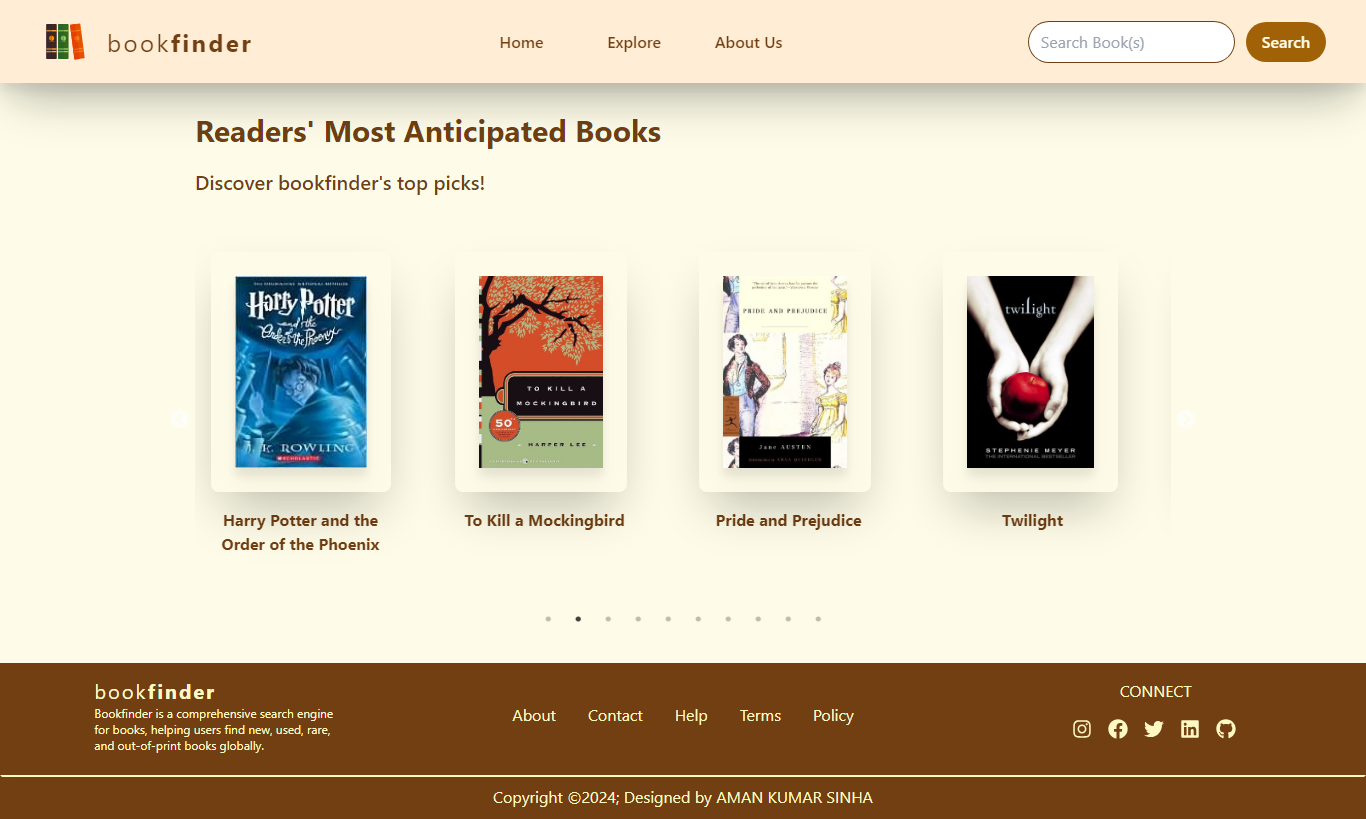 bookfinder
Home
Explore
About Us
Search Book(s)
Search
Readers' Most Anticipated Books
Discover bookfinder's top picks!
Harry Potter
and the
Order of the Phoenix
J. K. ROWLING
SCHOLASTIC
TO KILL A
MOCKINGBIRD
50
HARPER LEE
PRIDE AND PREJUDICE
Jane AUSTEN
twilight
STEPHENIE MEYER
THE INTERNATIONAL BESTSELLER
Harry Potter and the
Order of the Phoenix
To Kill a Mockingbird
Pride and Prejudice
Twilight
bookfinder
Bookfinder is a comprehensive search engine
for books, helping users find new, used, rare,
and out-of-print books globally.
About
Contact
Help
Terms
Policy
CONNECT
Copyright ©2024; Designed by AMAN KUMAR SINHA